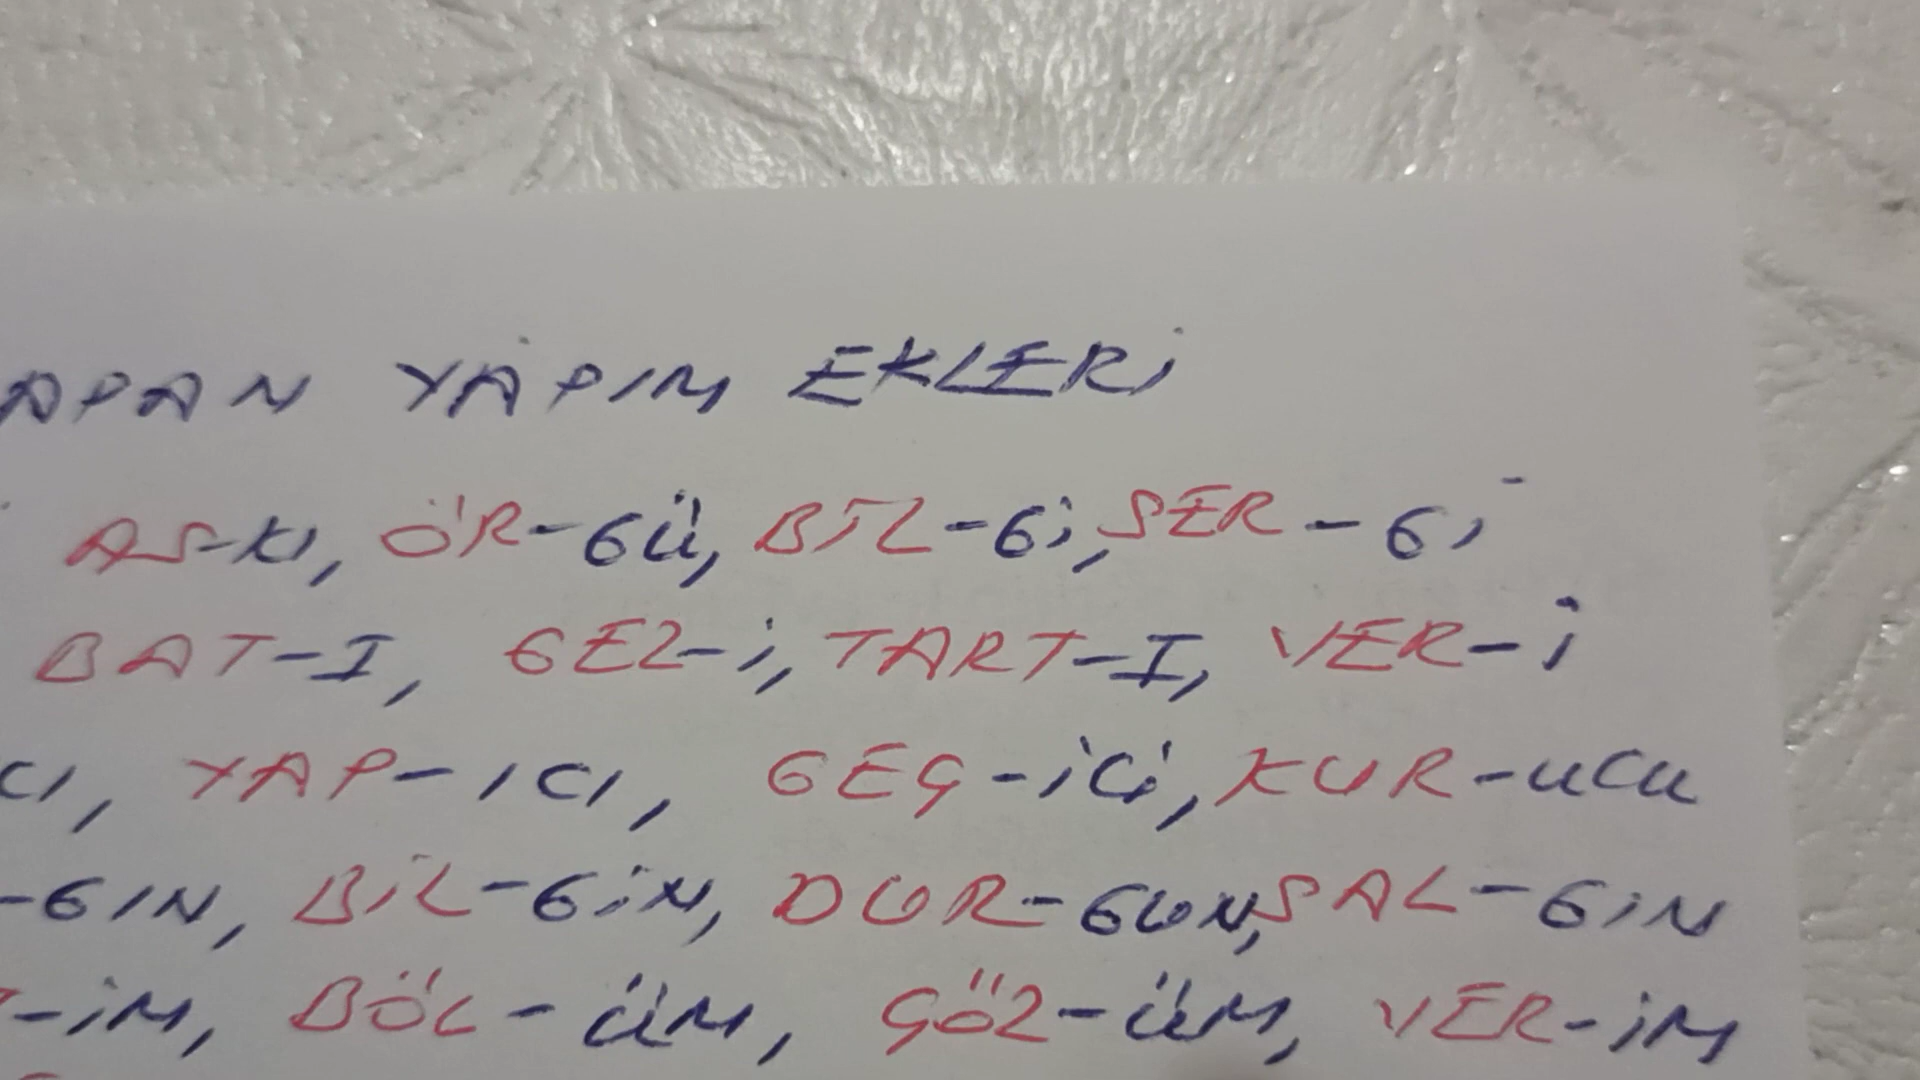 APAN YAPIM EKLERİ
AS-KI, ÖR-GÜ, BİL-Gİ, SER-Gİ
BAT-I, GEZ-İ, TART-I, VER-İ
CI, YAP-ICI, GEÇ-İCİ, KUR-UCU
-GIN, BİL-GİN, DUR-GUN, SAL-GIN
-İM, BÖL-ÜM, ÇÖZ-ÜM, VER-İM